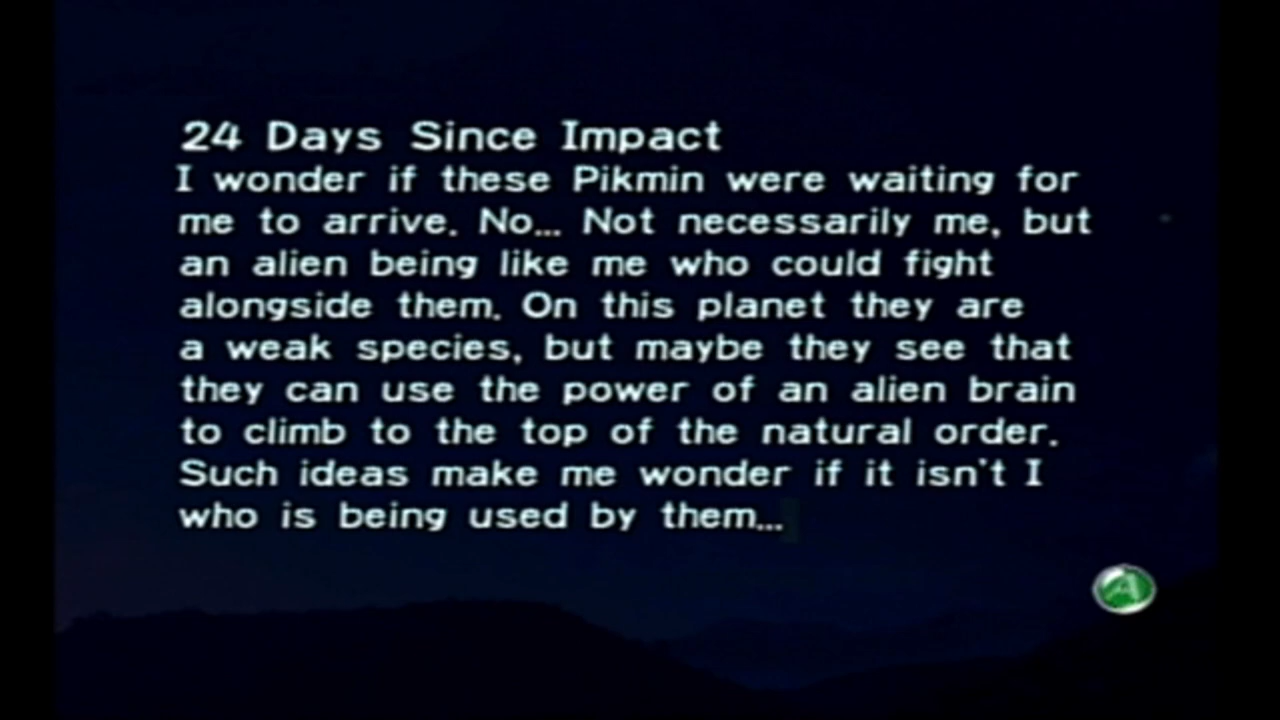 24 Days Since Impact
I wonder if these Pikmin were waiting for
me to arrive. No... Not necessarily me, but
an alien being like me who could fight
alongside them. On this planet they are
a weak species, but maybe they see that
they can use the power of an alien brain
to climb to the top of the natural order.
Such ideas make me wonder if it isn't I
who is being used by them...
A